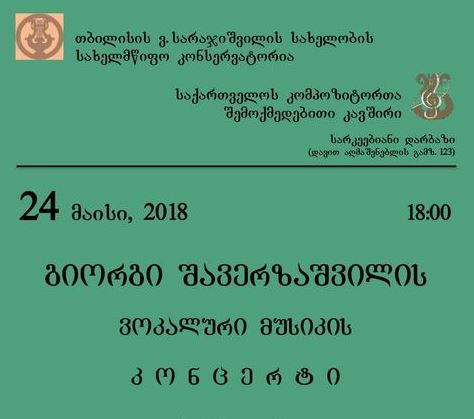 თბილისის ვ. სარაჯიშვილის სახელობის
სახელმწიფო კონსერვატორია
საქართველოს კომპოზიტორთა
შემოქმედებითი კავშირი
სარკეებიანი დარბაზი
(დავით აღმაშენებლის გამზ. 123)
24 მაისი, 2018 18:00
გიორგი შავერზაშვილის
ვოკალური მუსიკის
კონცერტი